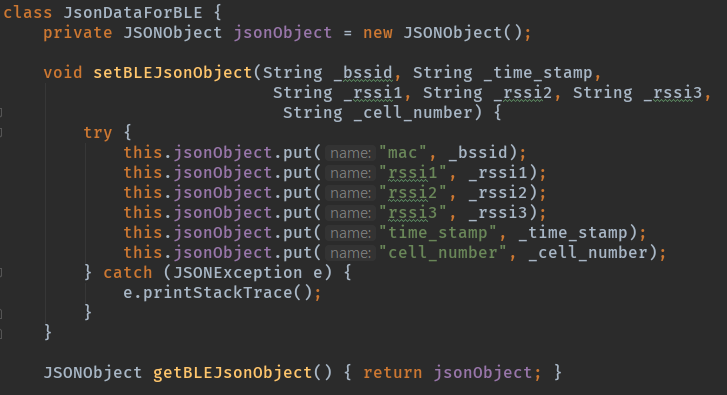 class JsonDataForBLE {
    private JSONObject jsonObject = new JSONObject();
    void setBLEJsonObject(String _bssid, String _time_stamp,
                           String _rssi1, String _rssi2, String _rssi3,
                            String _cell_number) {
        try {
            this.jsonObject.put( name: "mac", _bssid);
            this.jsonObject.put( name: "rssi1", _rssi1);
            this.jsonObject.put( name: "rssi2", _rssi2);
            this.jsonObject.put( name: "rssi3", _rssi3);
            this.jsonObject.put( name: "time_stamp", _time_stamp);
            this.jsonObject.put( name: "cell_number", _cell_number);
        } catch (JSONException e) {
            e.printStackTrace();
        }
    }
    JSONObject getBLEJsonObject() { return jsonObject; }